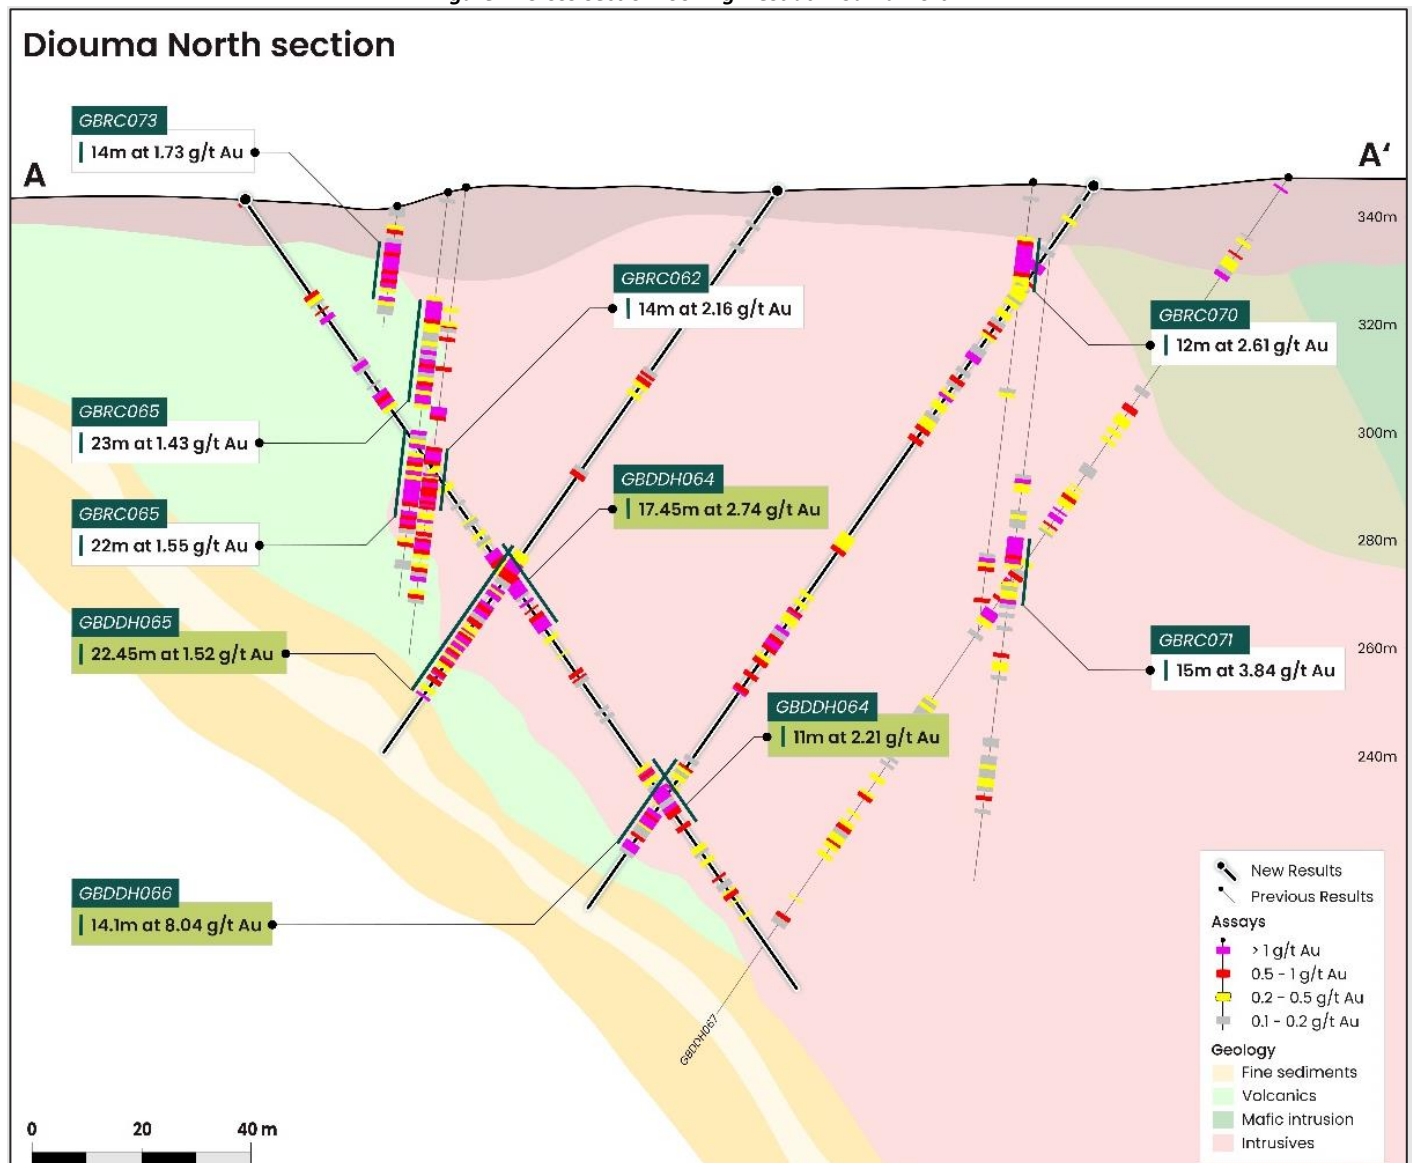 Diouma North section
GBRC073
14m at 1.73 g/t Au
A
A‘
340m
GBRC062
14m at 2.16 g/t Au
GBRC070
12m at 2.61 g/t Au
320m
GBRC065
23m at 1.43 g/t Au
300m
GBDDH064
17.45m at 2.74 g/t Au
GBRC065
22m at 1.55 g/t Au
280m
GBDDH065
22.45m at 1.52 g/t Au
GBRC071
15m at 3.84 g/t Au
260m
GBDDH064
11m at 2.21 g/t Au
240m
GBDDH066
14.1m at 8.04 g/t Au
GBDDH067
New Results
Previous Results
Assays
> 1 g/t Au
0.5 - 1 g/t Au
0.2 - 0.5 g/t Au
0.1 - 0.2 g/t Au
Geology
Fine sediments
Volcanics
Mafic intrusion
Intrusives
0 20 40 m